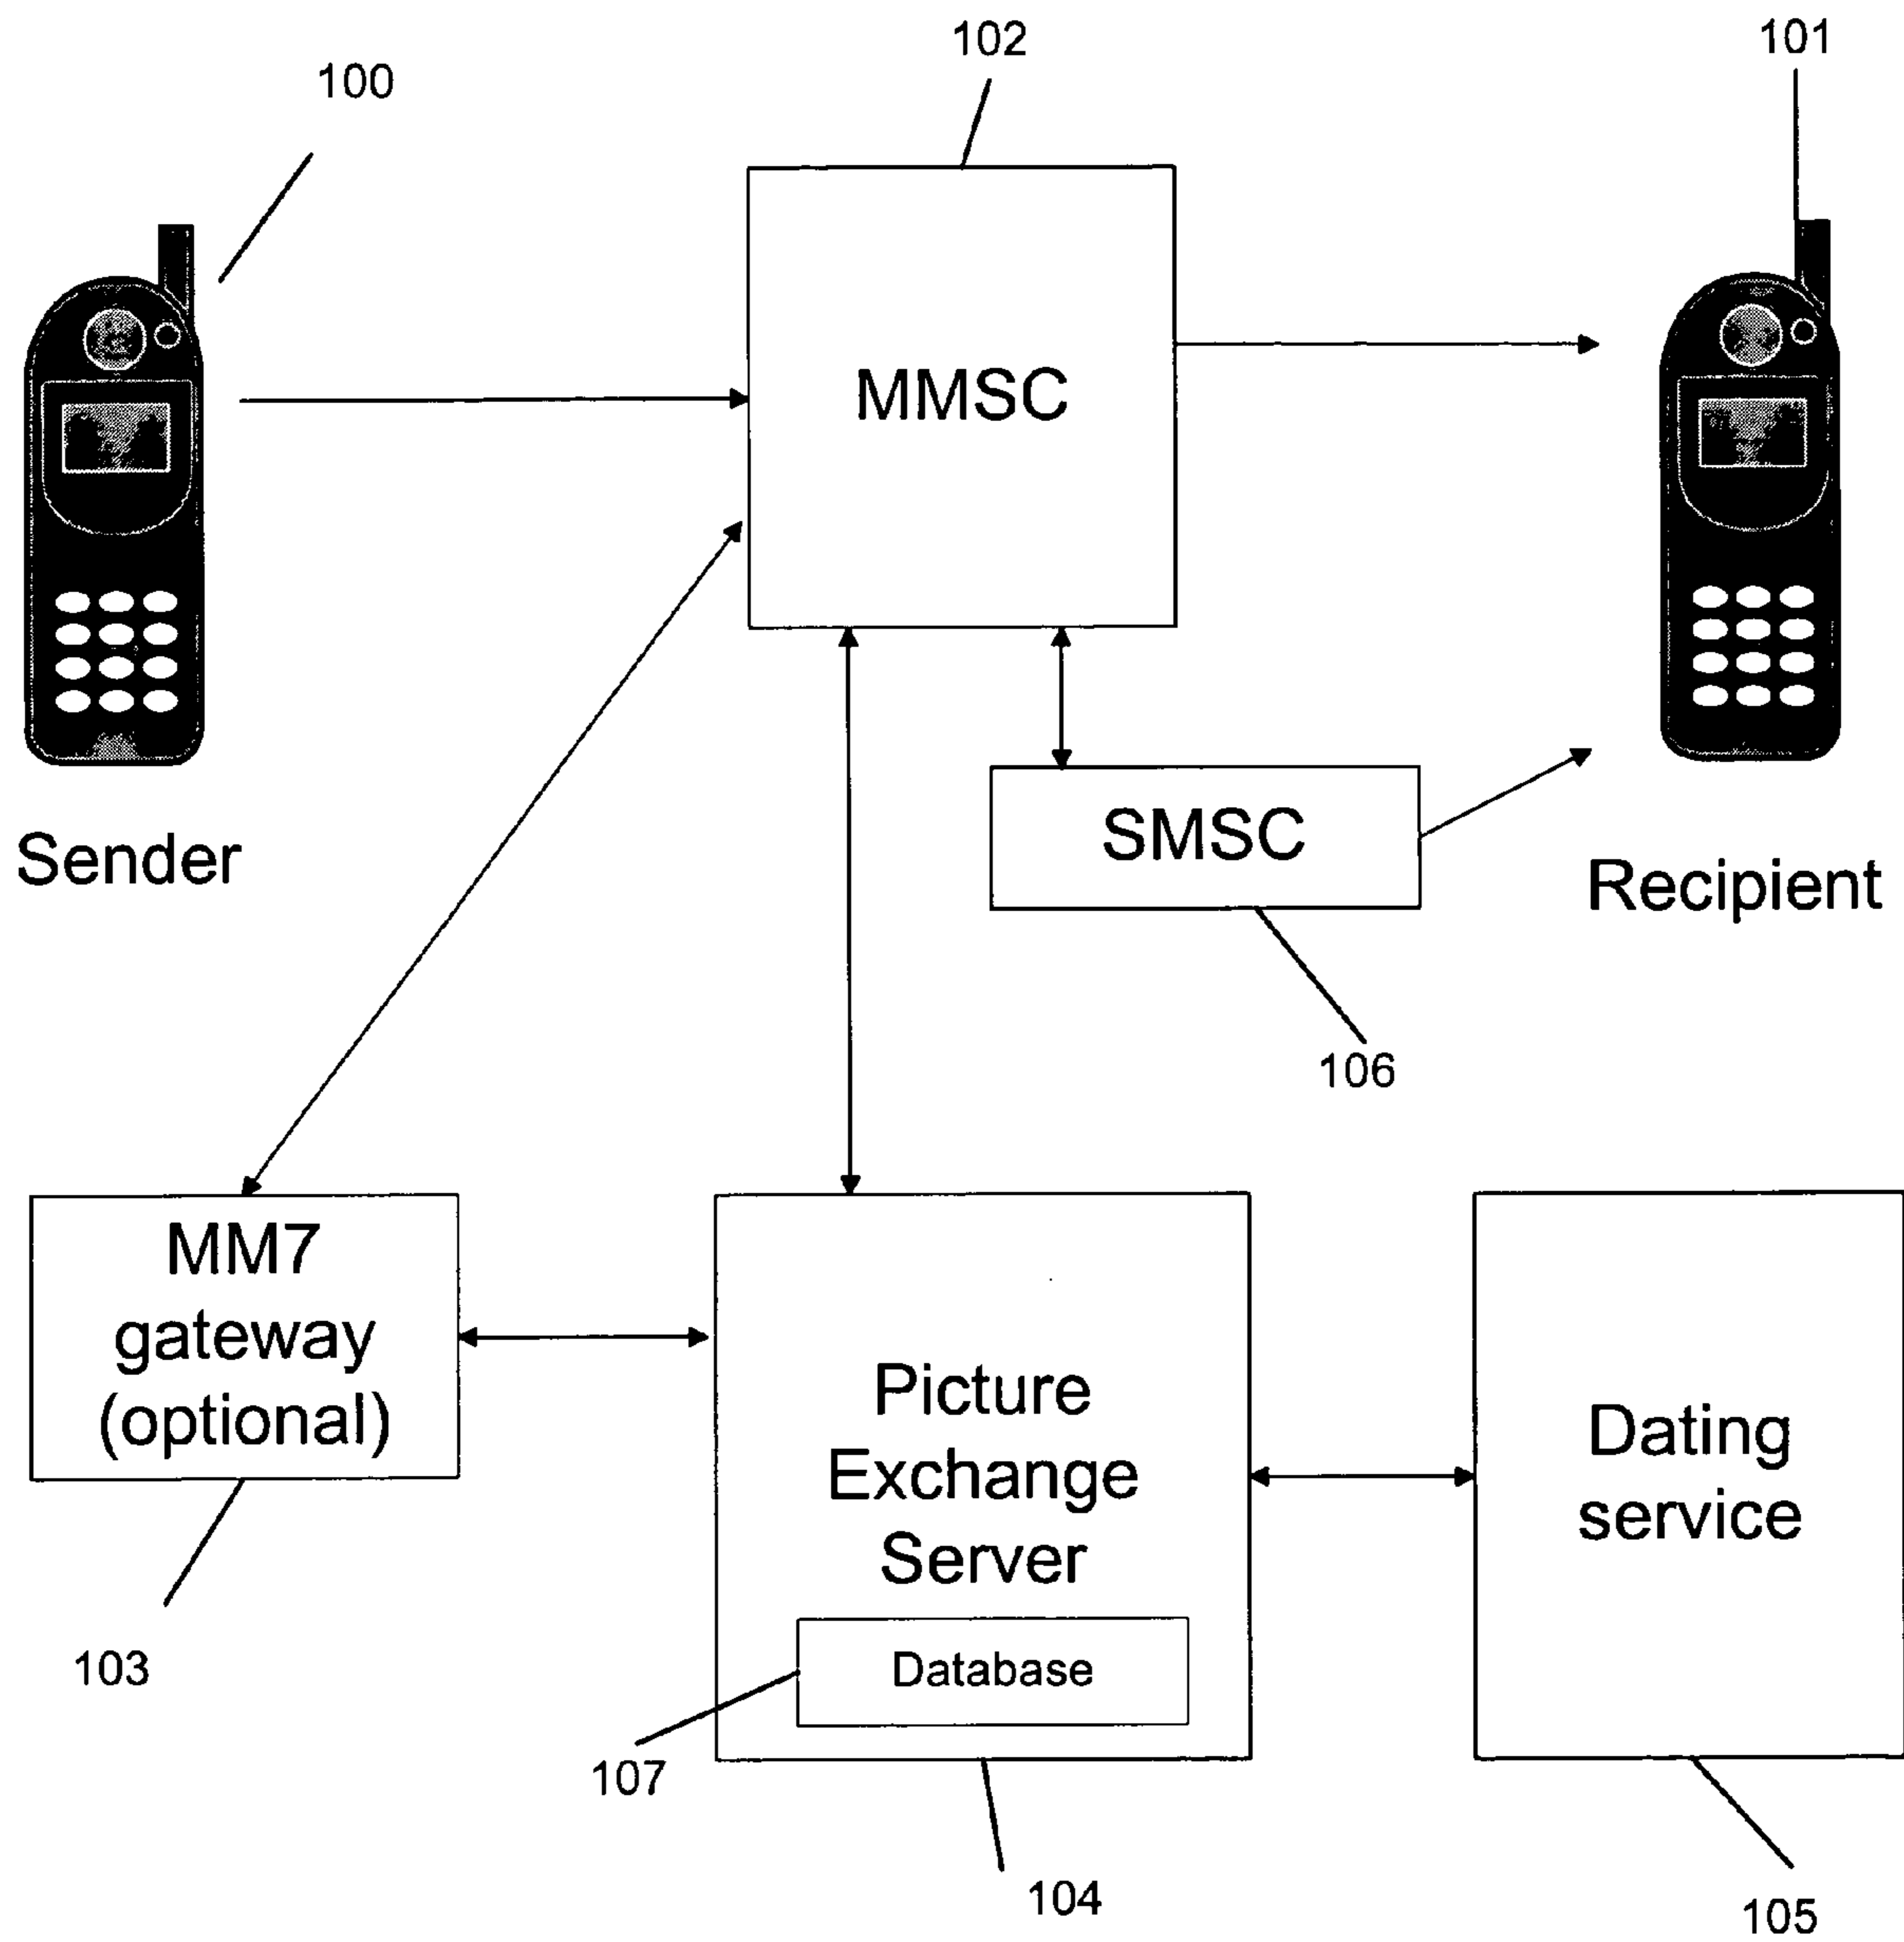 102
101
100
MMSC
SMSC
Sender
Recipient
106
MM7
gateway
(optional)
Picture
Exchange
Server
Dating
service
Database
103
107
104
105